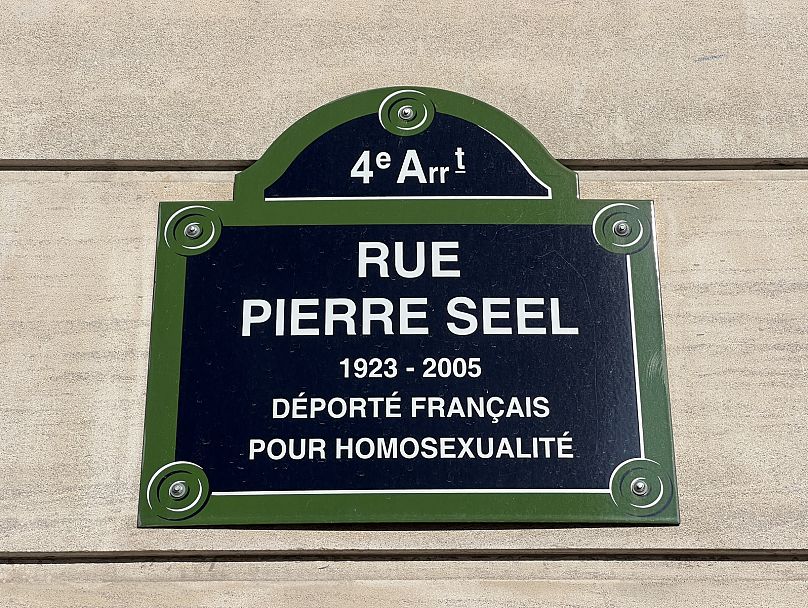 4e Arrt
RUE
PIERRE SEEL
1923 - 2005
DÉPORTÉ FRANÇAIS
POUR HOMOSEXUALITÉ